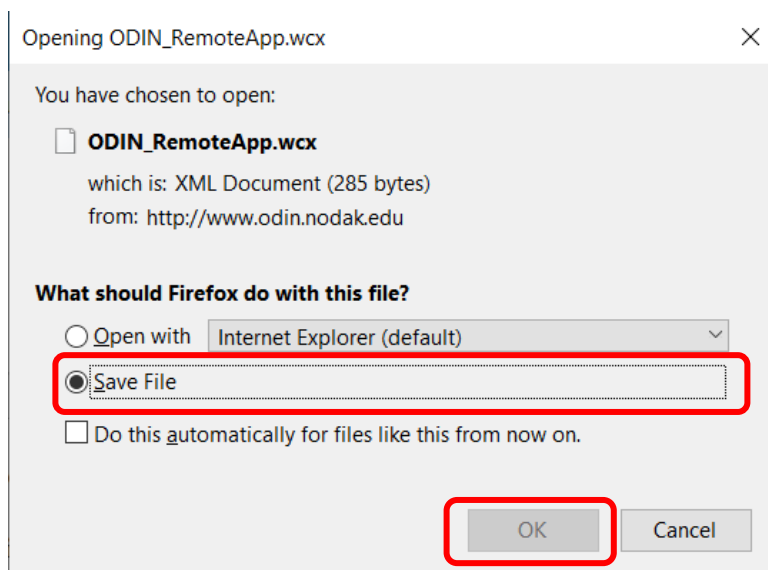 Opening ODIN_RemoteApp.wcx
You have chosen to open:
ODIN_RemoteApp.wcx
which is: XML Document (285 bytes)
from: http://www.odin.nodak.edu
What should Firefox do with this file?
Open with Internet Explorer (default)
Save File
Do this automatically for files like this from now on.
OK Cancel